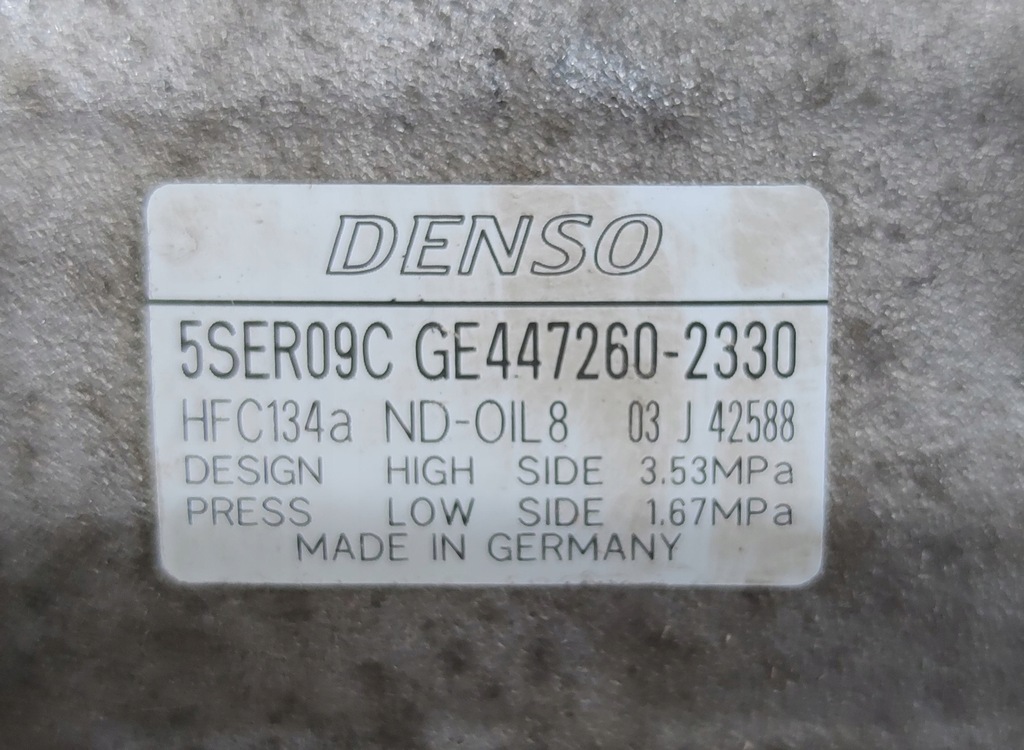 DENSO
5SER09C GE447260-2330
HFC134a ND-OIL8 03 J 42588
DESIGN HIGH SIDE 3.53MPa
PRESS LOW SIDE 1.67MPa
MADE IN GERMANY